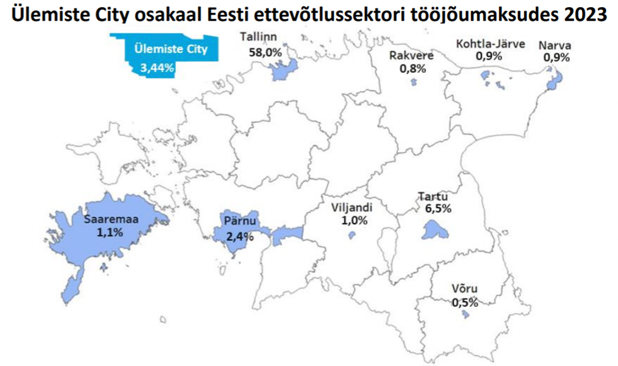 Ülemiste City osakaal Eesti ettevõtlussektori tööjõumaksudes 2023
Ülemiste City
3,44%
Tallinn
58,0%
Rakvere
0,8%
Kohtla-Järve
0,9%
Narva
0,9%
Saaremaa
1,1%
Pärnu
2,4%
Viljandi
1,0%
Tartu
6,5%
Võru
0,5%